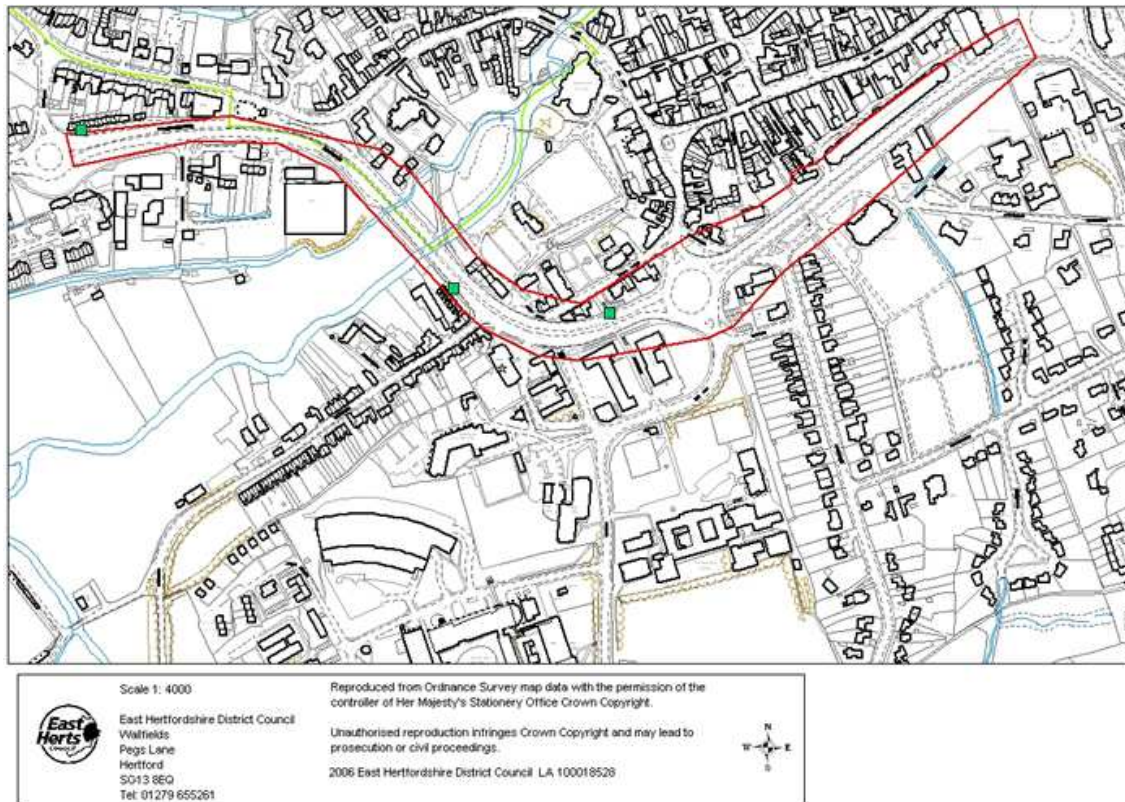 East
Herts
COUNCIL
Scale 1: 4000
East Hertfordshire District Council
Wallfields
Pegs Lane
Hertford
SG13 8EQ
Tel: 01279 655261
Reproduced from Ordnance Survey map data with the permission of the
controller of Her Majesty's Stationery Office Crown Copyright.
Unauthorised reproduction infringes Crown Copyright and may lead to
prosecution or civil proceedings.
2006 East Hertfordshire District Council LA 100018528
N
W
E
S